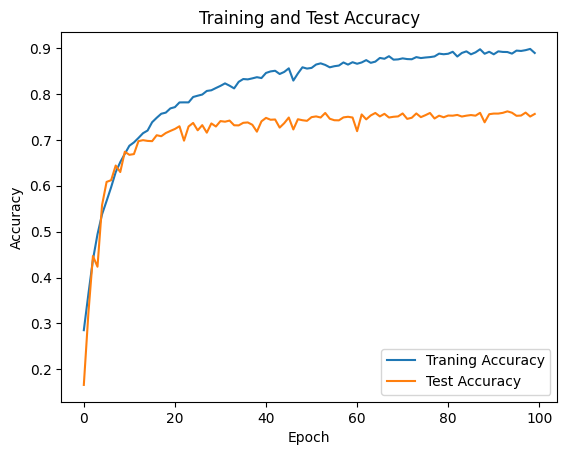 Training and Test Accuracy
Accuracy
0.9
0.8
0.7
0.6
0.5
0.4
0.3
0.2
0 20 40 60 80 100
Epoch
Traning Accuracy
Test Accuracy